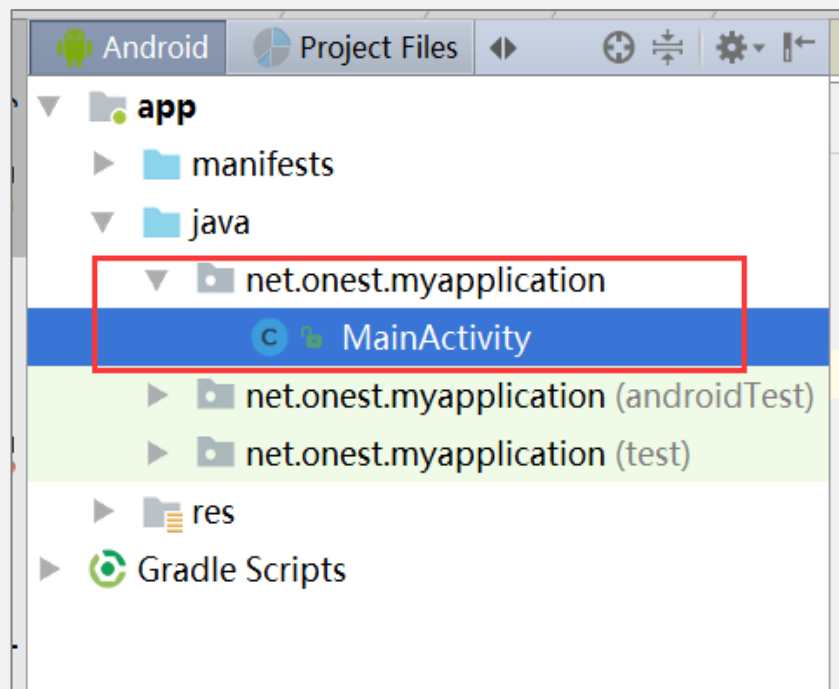 Android Project Files
app
manifests
java
net.onest.myapplication
C MainActivity
net.onest.myapplication (androidTest)
net.onest.myapplication (test)
res
Gradle Scripts